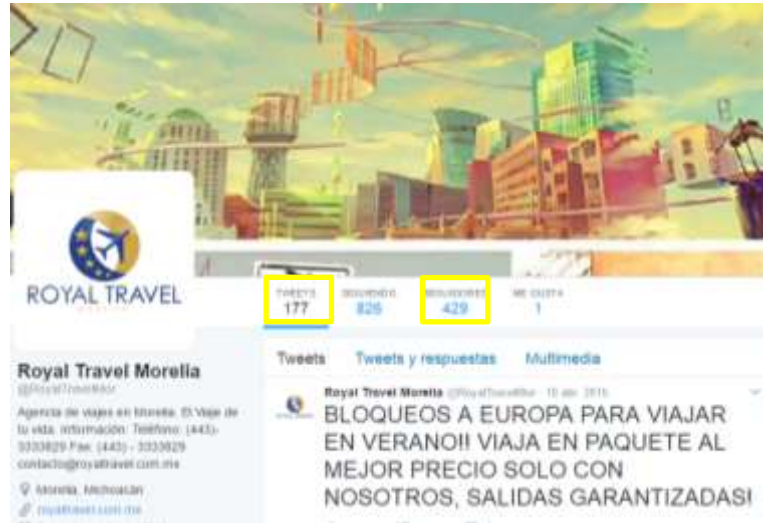 ROYAL TRAVEL
TWEETS
177
SIGUIENDO
826
SEGUIDORES
429
ME GUSTA
1
Royal Travel Morelia
Agencia de viajes en Morelia. El Viaje de
tu vida. Información: Teléfono: (443)-
3333829 Fax: (443) - 3333829
contacto@royaltravel.com.mx
Morelia, Michoacán
royaltravel.com.mx
Tweets Tweets y respuestas Multimedia
Royal Travel Morelia
BLOQUEOS A EUROPA PARA VIAJAR
EN VERANO!! VIAJA EN PAQUETE AL
MEJOR PRECIO SOLO CON
NOSOTROS, SALIDAS GARANTIZADAS!